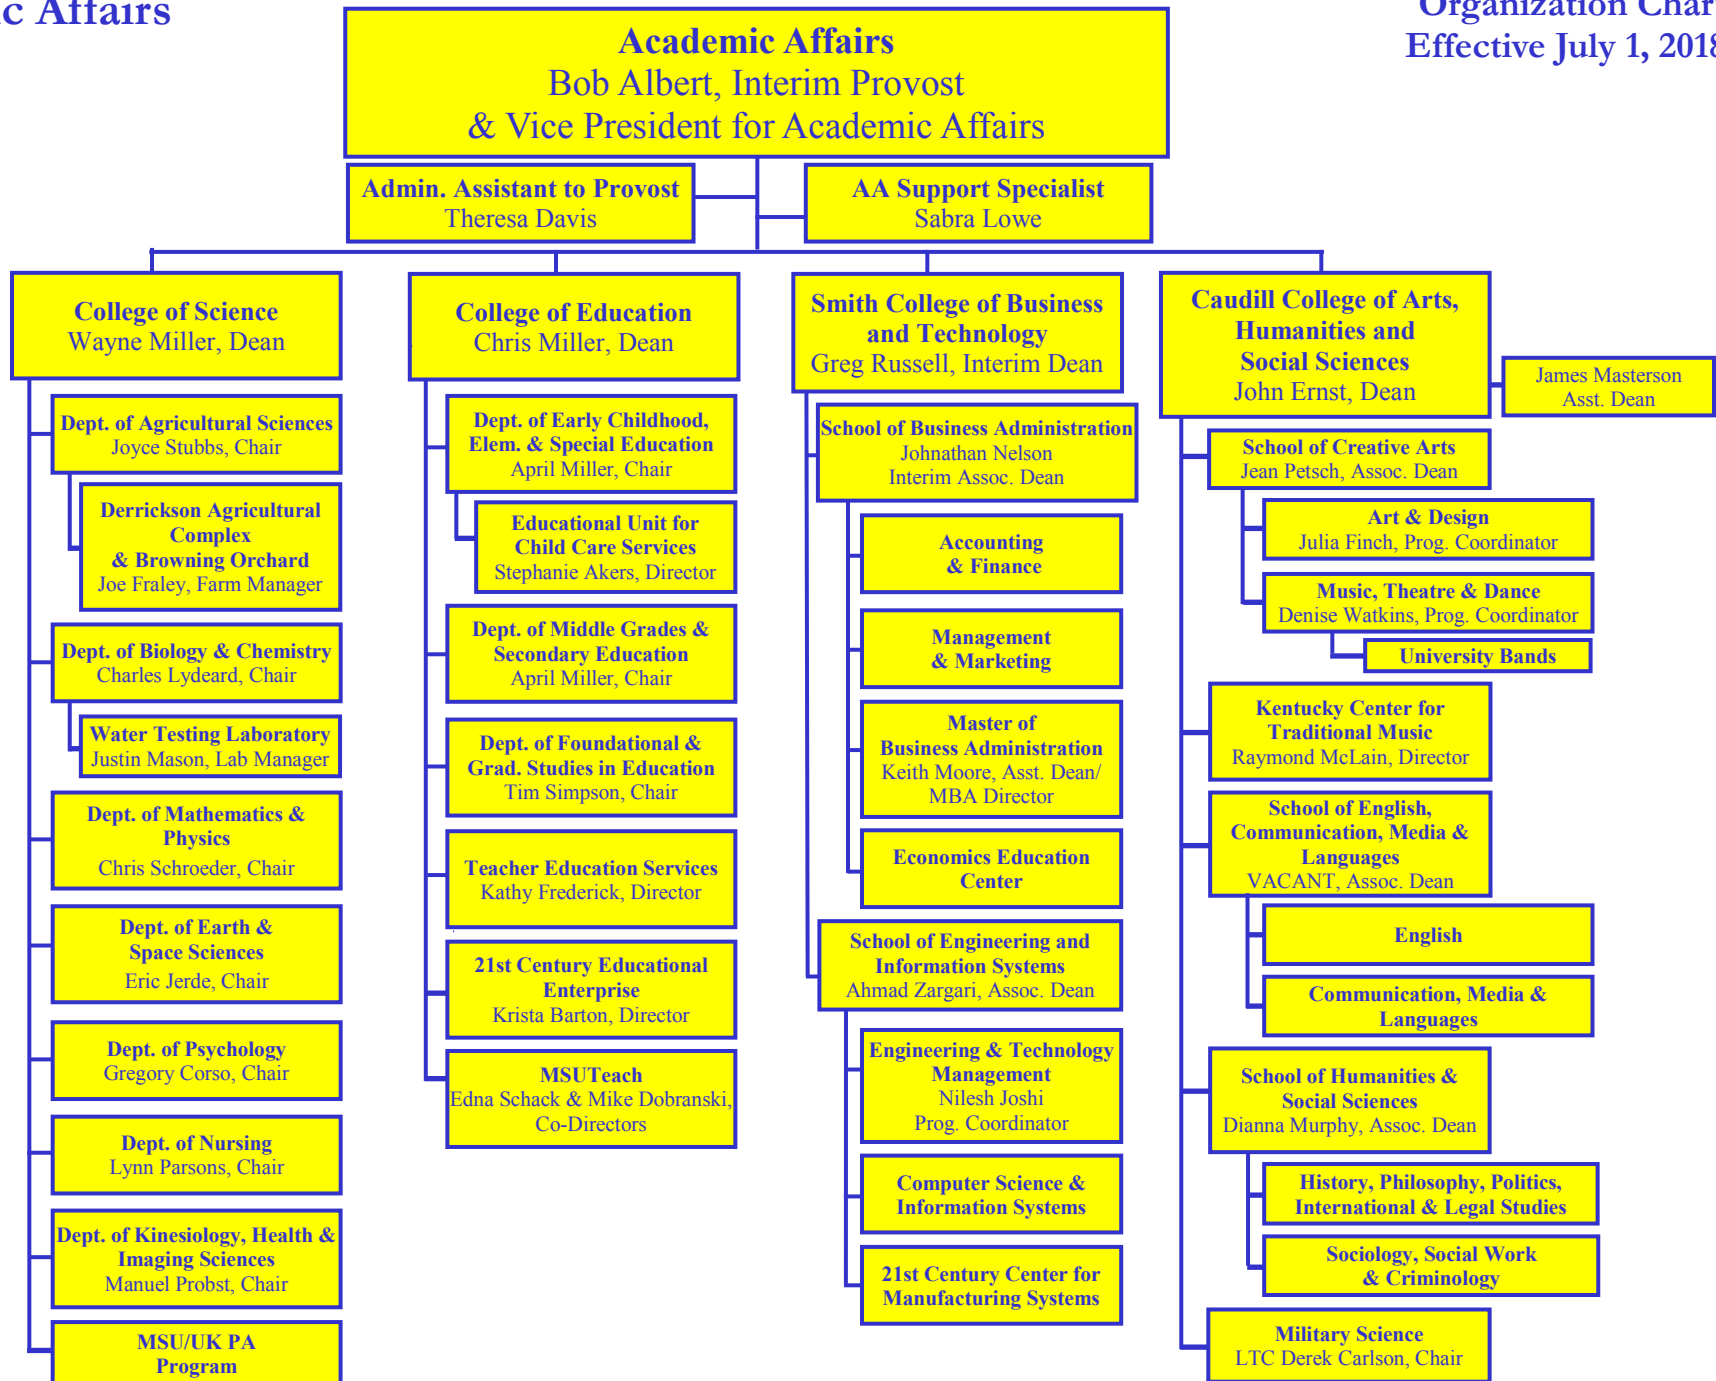 c Affairs
Organization Char
Effective July 1, 2018
Academic Affairs
Bob Albert, Interim Provost
& Vice President for Academic Affairs
Admin. Assistant to Provost
Theresa Davis
AA Support Specialist
Sabra Lowe
College of Science
Wayne Miller, Dean
Dept. of Agricultural Sciences
Joyce Stubbs, Chair
Derrickson Agricultural
Complex
& Browning Orchard
Joe Fraley, Farm Manager
Dept. of Biology & Chemistry
Charles Lydeard, Chair
Water Testing Laboratory
Justin Mason, Lab Manager
Dept. of Mathematics &
Physics
Chris Schroeder, Chair
Dept. of Earth &
Space Sciences
Eric Jerde, Chair
Dept. of Psychology
Gregory Corso, Chair
Dept. of Nursing
Lynn Parsons, Chair
Dept. of Kinesiology, Health &
Imaging Sciences
Manuel Probst, Chair
MSU/UK PA
Program
College of Education
Chris Miller, Dean
Dept. of Early Childhood,
Elem. & Special Education
April Miller, Chair
Educational Unit for
Child Care Services
Stephanie Akers, Director
Dept. of Middle Grades &
Secondary Education
April Miller, Chair
Dept. of Foundational &
Grad. Studies in Education
Tim Simpson, Chair
Teacher Education Services
Kathy Frederick, Director
21st Century Educational
Enterprise
Krista Barton, Director
MSUTeach
Edna Schack & Mike Dobranski,
Co-Directors
Smith College of Business
and Technology
Greg Russell, Interim Dean
School of Business Administration
Johnathan Nelson
Interim Assoc. Dean
Accounting
& Finance
Management
& Marketing
Master of
Business Administration
Keith Moore, Asst. Dean/
MBA Director
Economics Education
Center
School of Engineering and
Information Systems
Ahmad Zargari, Assoc. Dean
Engineering & Technology
Management
Nilesh Joshi
Prog. Coordinator
Computer Science &
Information Systems
21st Century Center for
Manufacturing Systems
Caudill College of Arts,
Humanities and
Social Sciences
John Ernst, Dean
James Masterson
Asst. Dean
School of Creative Arts
Jean Petsch, Assoc. Dean
Art & Design
Julia Finch, Prog. Coordinator
Music, Theatre & Dance
Denise Watkins, Prog. Coordinator
University Bands
Kentucky Center for
Traditional Music
Raymond McLain, Director
School of English,
Communication, Media &
Languages
VACANT, Assoc. Dean
English
Communication, Media &
Languages
School of Humanities &
Social Sciences
Dianna Murphy, Assoc. Dean
History, Philosophy, Politics,
International & Legal Studies
Sociology, Social Work
& Criminology
Military Science
LTC Derek Carlson, Chair